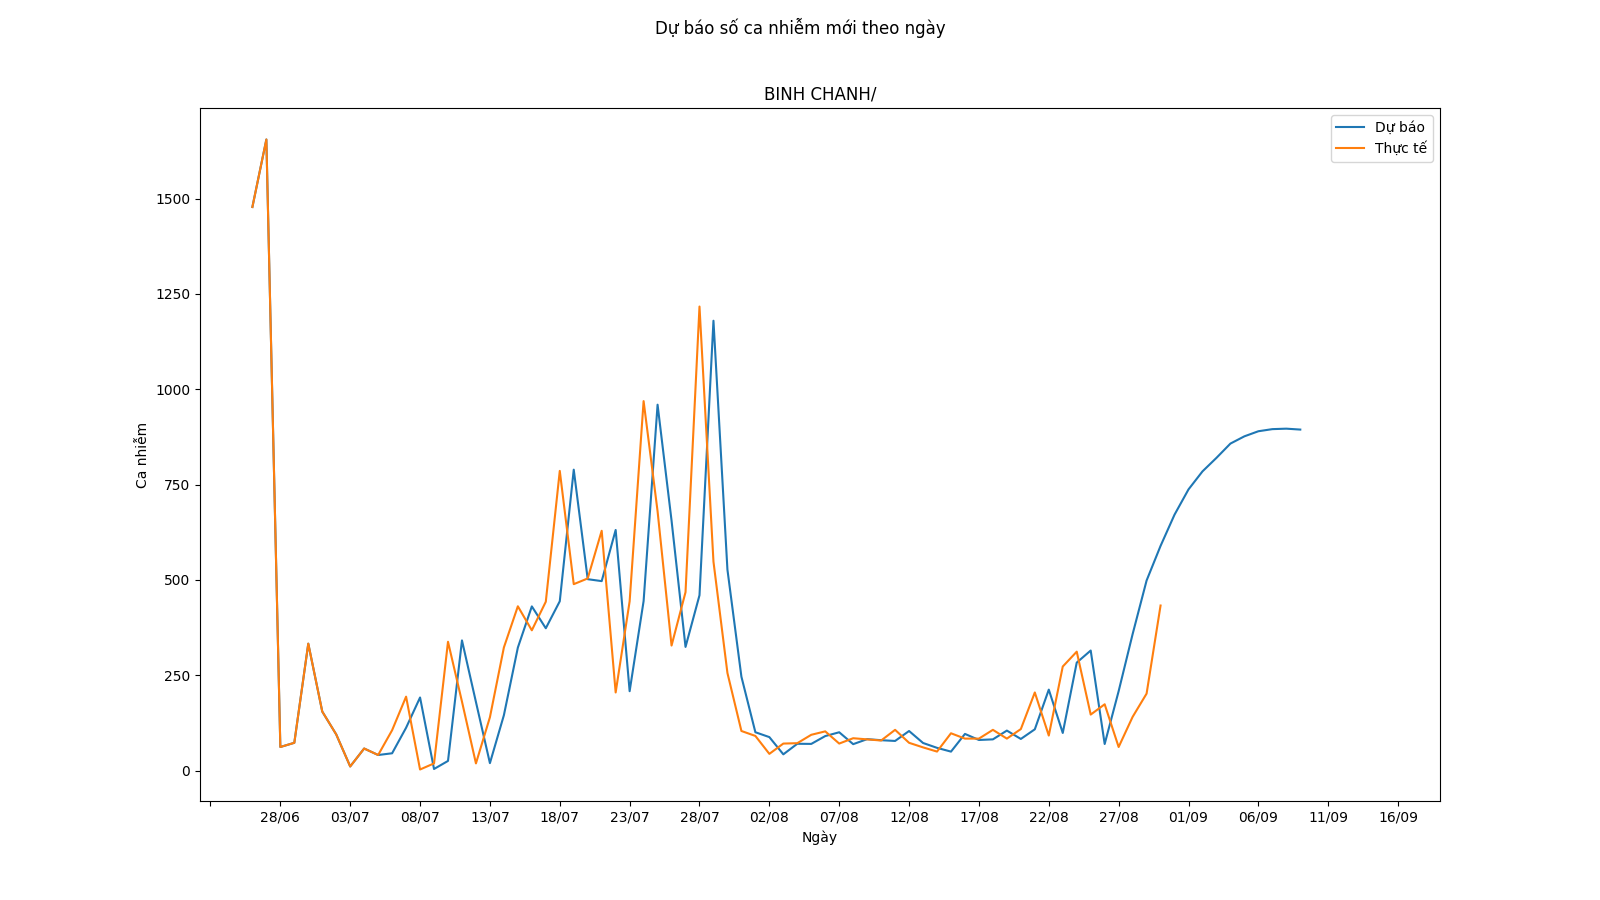 Dự báo số ca nhiễm mới theo ngày
BINH CHANH/
Dự báo
Thực tế
1500
1250
1000
750
500
250
0
Ca nhiễm
28/06 03/07 08/07 13/07 18/07 23/07 28/07 02/08 07/08 12/08 17/08 22/08 27/08 01/09 06/09 11/09 16/09
Ngày